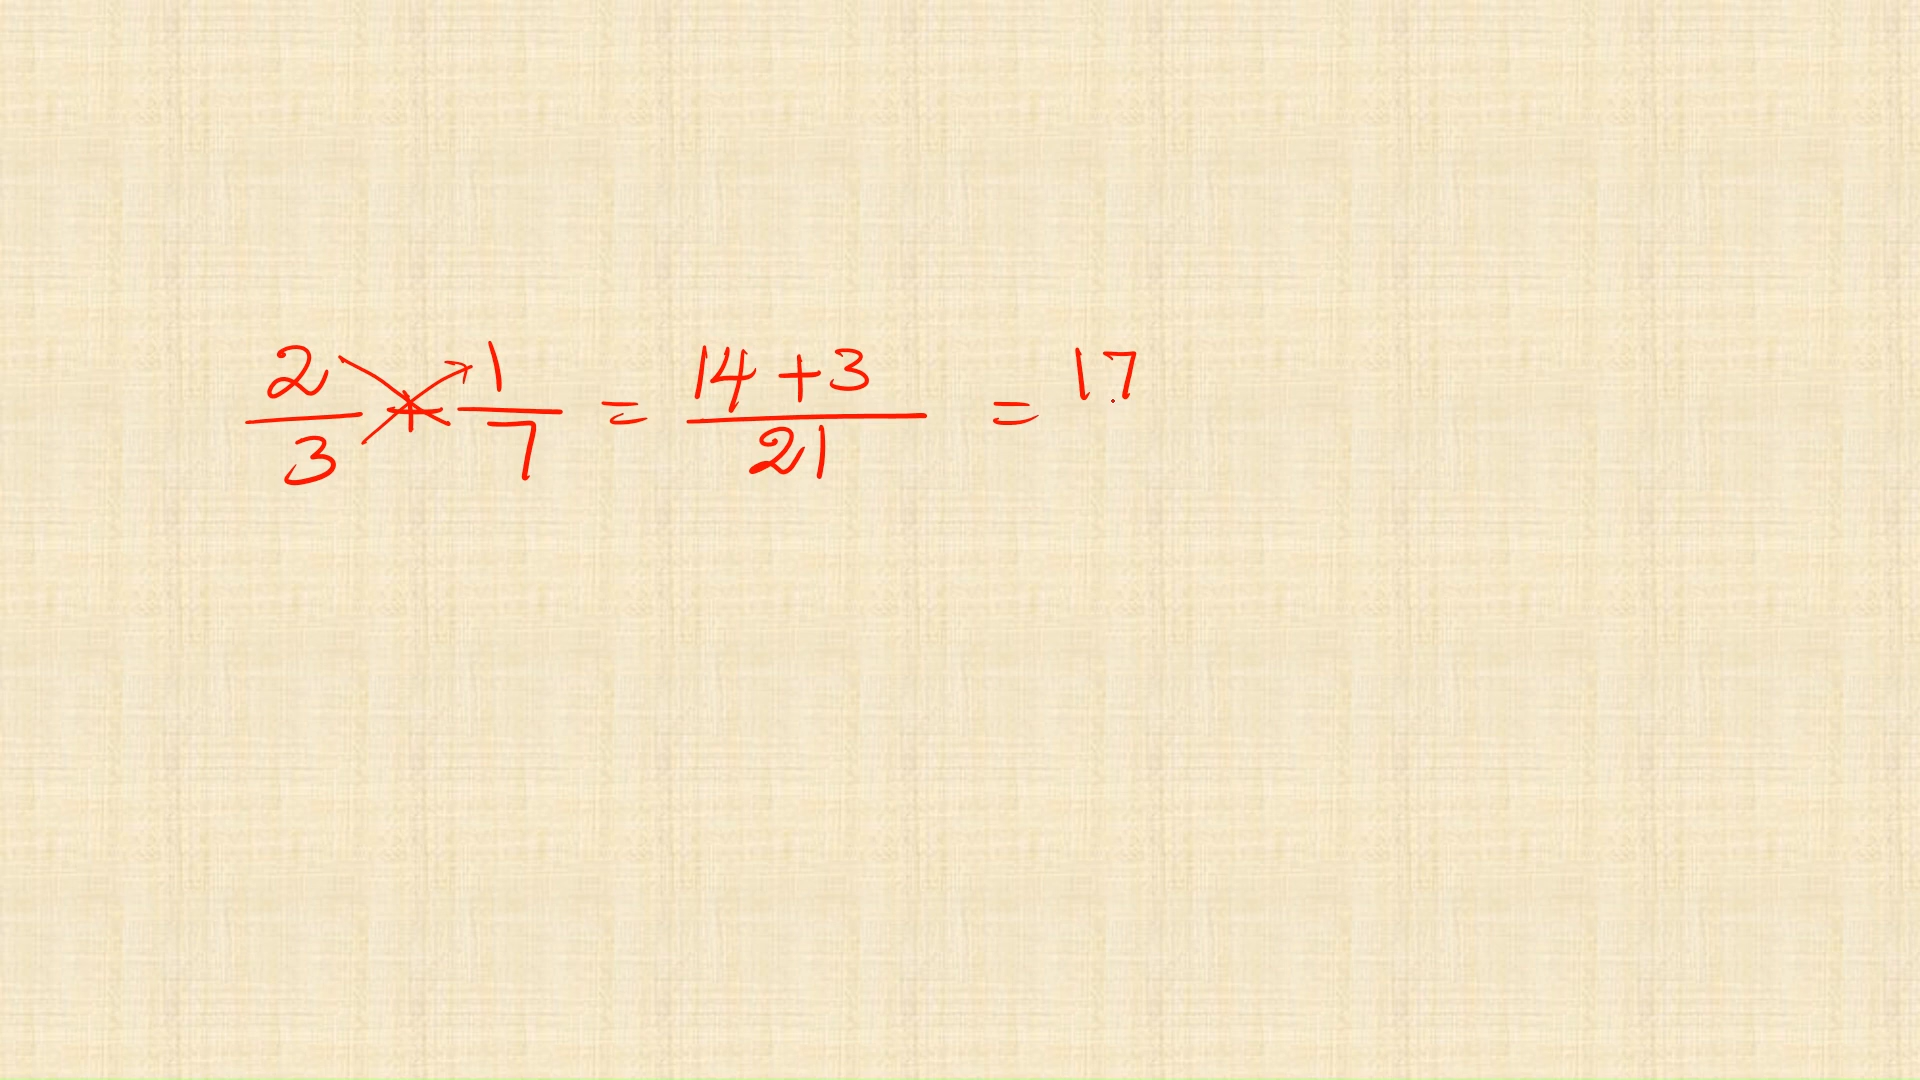 2/3 + 1/7 = 14+3/21 = 17